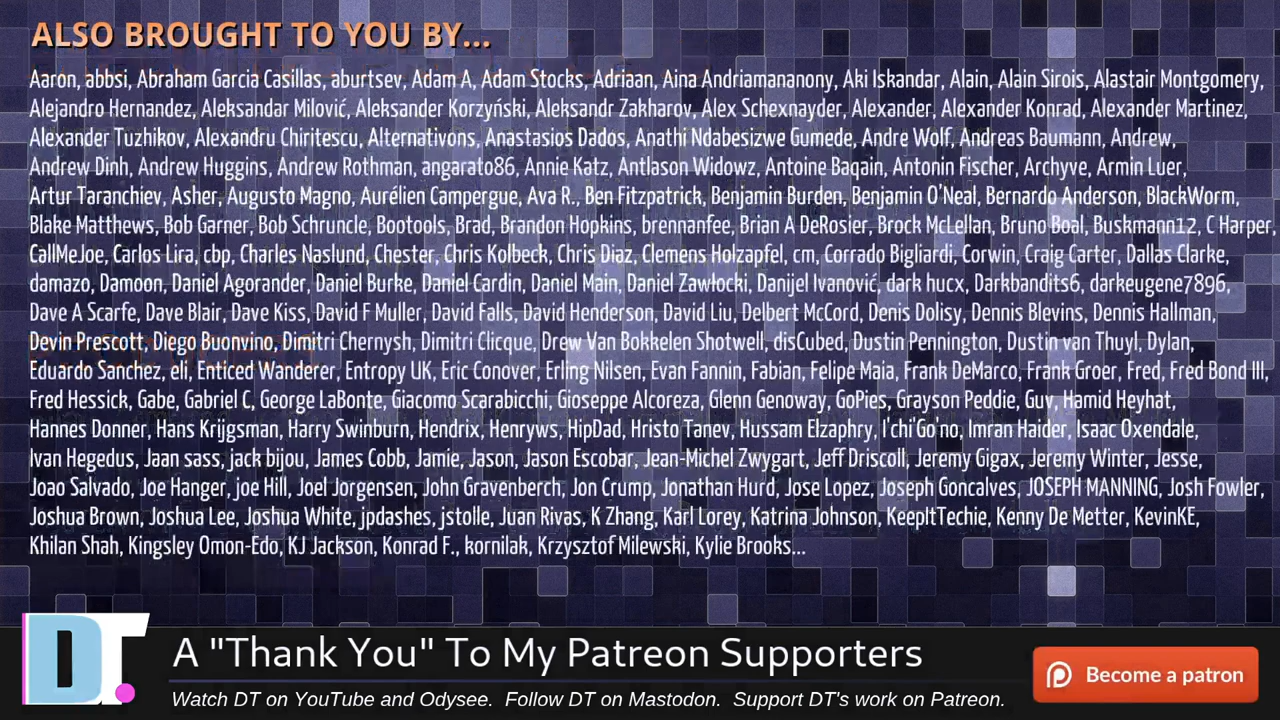 ALSO BROUGHT TO YOU BY...
Aaron, abbsi, Abraham Garcia Casillas, aburtsev, Adam A, Adam Stocks, Adriaan, Aina Andriamananony, Aki Iskandar, Alain, Alain Sirois, Alastair Montgomery,
Alejandro Hernandez, Aleksandar Milović, Aleksander Korzyński, Aleksandr Zakharov, Alex Schexnayder, Alexander, Alexander Konrad, Alexander Martinez,
Alexander Tuzhikov, Alexandru Chiritescu, Alternativons, Anastasios Dados, Anathi Ndabesizwe Gumede, Andre Wolf, Andreas Baumann, Andrew,
Andrew Dinh, Andrew Huggins, Andrew Rothman, angarato86, Annie Katz, Antlason Widowz, Antoine Baqain, Antonin Fischer, Archyve, Armin Luer,
Artur Taranchiev, Asher, Augusto Magno, Aurélien Campergue, Ava R., Ben Fitzpatrick, Benjamin Burden, Benjamin O'Neal, Bernardo Anderson, BlackWorm,
Blake Matthews, Bob Garner, Bob Schruncle, Bootools, Brad, Brandon Hopkins, brennanfee, Brian A DeRosier, Brock McLellan, Bruno Boal, Buskmann12, C Harper,
CallMeJoe, Carlos Lira, cbp, Charles Naslund, Chester, Chris Kolbeck, Chris Diaz, Clemens Holzapfel, cm, Corrado Bigliardi, Corwin, Craig Carter, Dallas Clarke,
damazo, Damoon, Daniel Agorander, Daniel Burke, Daniel Cardin, Daniel Main, Daniel Zawłocki, Danijel Ivanović, dark hucx, Darkbandits6, darkeugene7896,
Dave A Scarfe, Dave Blair, Dave Kiss, David F Muller, David Falls, David Henderson, David Liu, Delbert McCord, Denis Dolisy, Dennis Blevins, Dennis Hallman,
Devin Prescott, Diego Buonvino, Dimitri Chernysh, Dimitri Clicque, Drew Van Bokkelen Shotwell, disCubed, Dustin Pennington, Dustin van Thuyl, Dylan,
Eduardo Sanchez, eli, Enticed Wanderer, Entropy UK, Eric Conover, Erling Nilsen, Evan Fannin, Fabian, Felipe Maia, Frank DeMarco, Frank Groer, Fred, Fred Bond III,
Fred Hessick, Gabe, Gabriel C, George LaBonte, Giacomo Scarabicchi, Gioseppe Alcoreza, Glenn Genoway, GoPies, Grayson Peddie, Guv, Hamid Heyhat,
Hannes Donner, Hans Krijgsman, Harry Swinburn, Hendrix, Henryws, HipDad, Hristo Tanev, Hussam Elzaphry, I'chi'Go'no, Imran Haider, Isaac Oxendale,
Ivan Hegedus, Jaan sass, jack bijou, James Cobb, Jamie, Jason, Jason Escobar, Jean-Michel Zwygart, Jeff Driscoll, Jeremy Gigax, Jeremy Winter, Jesse,
Joao Salvado, Joe Hanger, joe Hill, Joel Jorgensen, John Gravenberch, Jon Crump, Jonathan Hurd, Jose Lopez, Joseph Goncalves, JOSEPH MANNING, Josh Fowler,
Joshua Brown, Joshua Lee, Joshua White, jpdashes, jstolle, Juan Rivas, K Zhang, Karl Lorey, Katrina Johnson, KeepItTechie, Kenny De Metter, KevinKE,
Khilan Shah, Kingsley Omon-Edo, KJ Jackson, Konrad F., kornilak, Krzysztof Milewski, Kylie Brooks...
DT.
A "Thank You" To My Patreon Supporters
Become a patron
Watch DT on YouTube and Odysee. Follow DT on Mastodon. Support DT's work on Patreon.